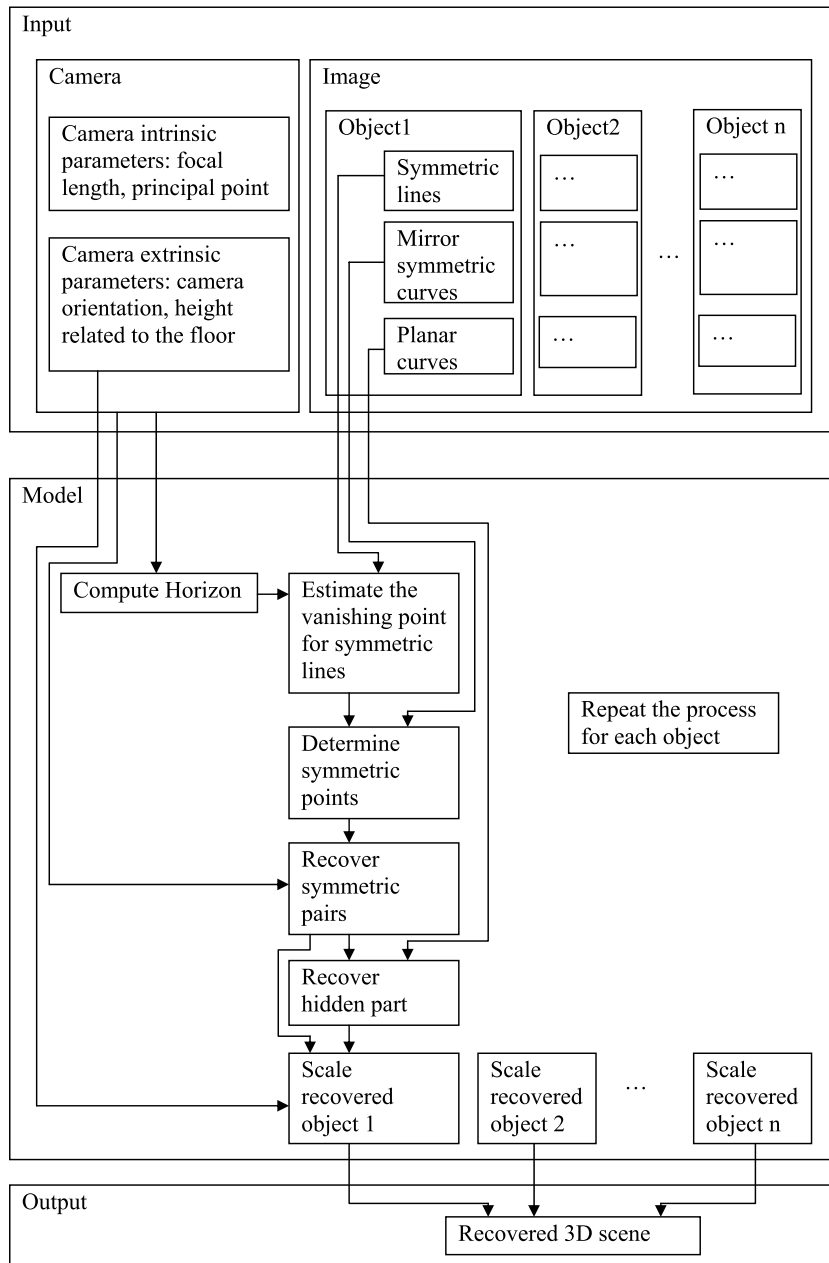 Input
Camera
Camera intrinsic
parameters: focal
length, principal point
Camera extrinsic
parameters: camera
orientation, height
related to the floor
Image
Object1
Symmetric
lines
Mirror
symmetric
curves
Planar
curves
Object2
…
…
…
…
Object n
…
…
…
Model
Compute Horizon
Estimate the
vanishing point
for symmetric
lines
Determine
symmetric
points
Repeat the process
for each object
Recover
symmetric
pairs
Recover
hidden part
Scale
recovered
object 1
Scale
recovered
object 2
…
Scale
recovered
object n
Output
Recovered 3D scene